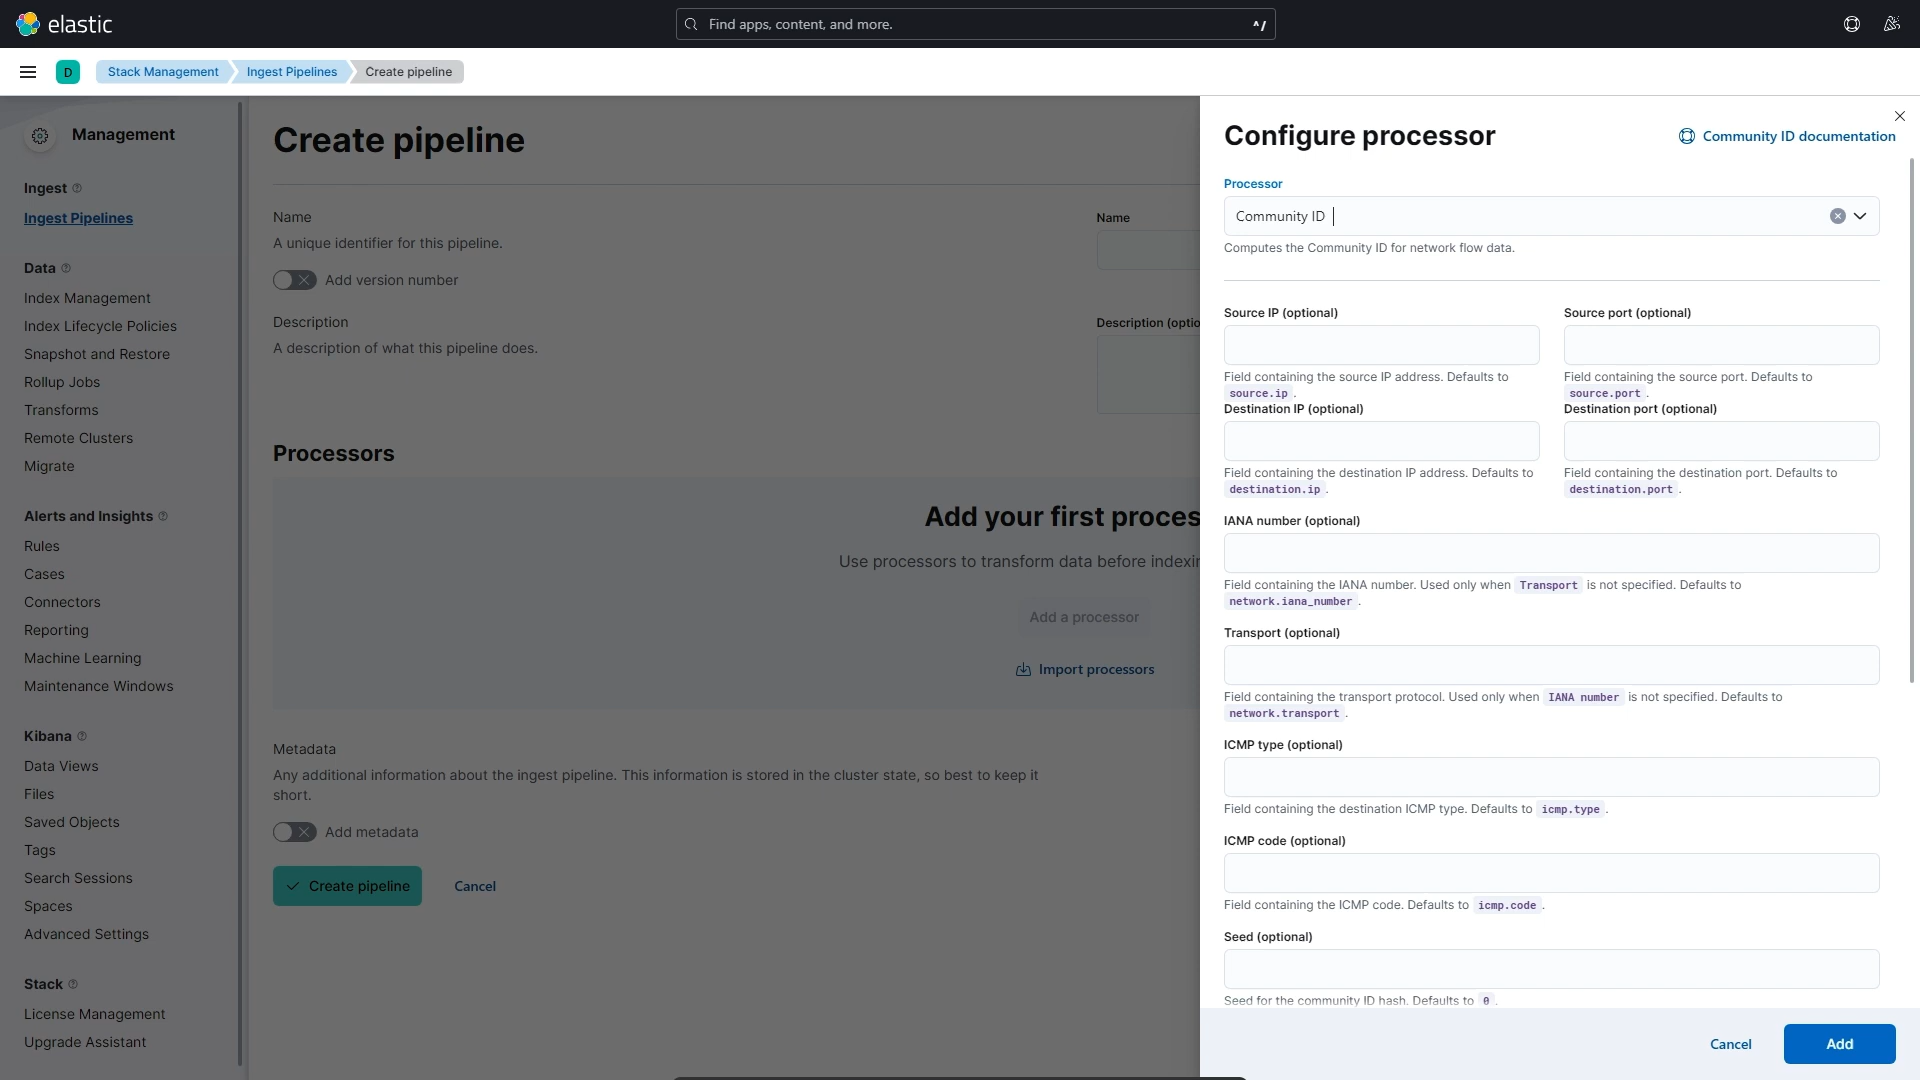 elastic
Find apps, content, and more.
^/
D
Stack Management
Ingest Pipelines
Create pipeline
Management
Ingest
Ingest Pipelines
Data
Index Management
Index Lifecycle Policies
Snapshot and Restore
Rollup Jobs
Transforms
Remote Clusters
Migrate
Alerts and Insights
Rules
Cases
Connectors
Reporting
Machine Learning
Maintenance Windows
Kibana
Data Views
Files
Saved Objects
Tags
Search Sessions
Spaces
Advanced Settings
Stack
License Management
Upgrade Assistant
Create pipeline
Name
A unique identifier for this pipeline.
Add version number
Name
Description
A description of what this pipeline does.
Description (optio
Processors
Add your first proces
Use processors to transform data before indexin
Add a processor
Import processors
Metadata
Any additional information about the ingest pipeline. This information is stored in the cluster state, so best to keep it
short.
Add metadata
Create pipeline
Cancel
Configure processor
Community ID documentation
Processor
Community ID
Computes the Community ID for network flow data.
Source IP (optional)
Field containing the source IP address. Defaults to
source.ip.
Source port (optional)
Field containing the source port. Defaults to
source.port.
Destination IP (optional)
Field containing the destination IP address. Defaults to
destination.ip.
Destination port (optional)
Field containing the destination port. Defaults to
destination.port.
IANA number (optional)
Field containing the IANA number. Used only when Transport is not specified. Defaults to
network.iana_number.
Transport (optional)
Field containing the transport protocol. Used only when IANA number is not specified. Defaults to
network.transport.
ICMP type (optional)
Field containing the destination ICMP type. Defaults to icmp.type.
ICMP code (optional)
Field containing the ICMP code. Defaults to icmp.code.
Seed (optional)
Seed for the community ID hash. Defaults to 0.
Cancel
Add